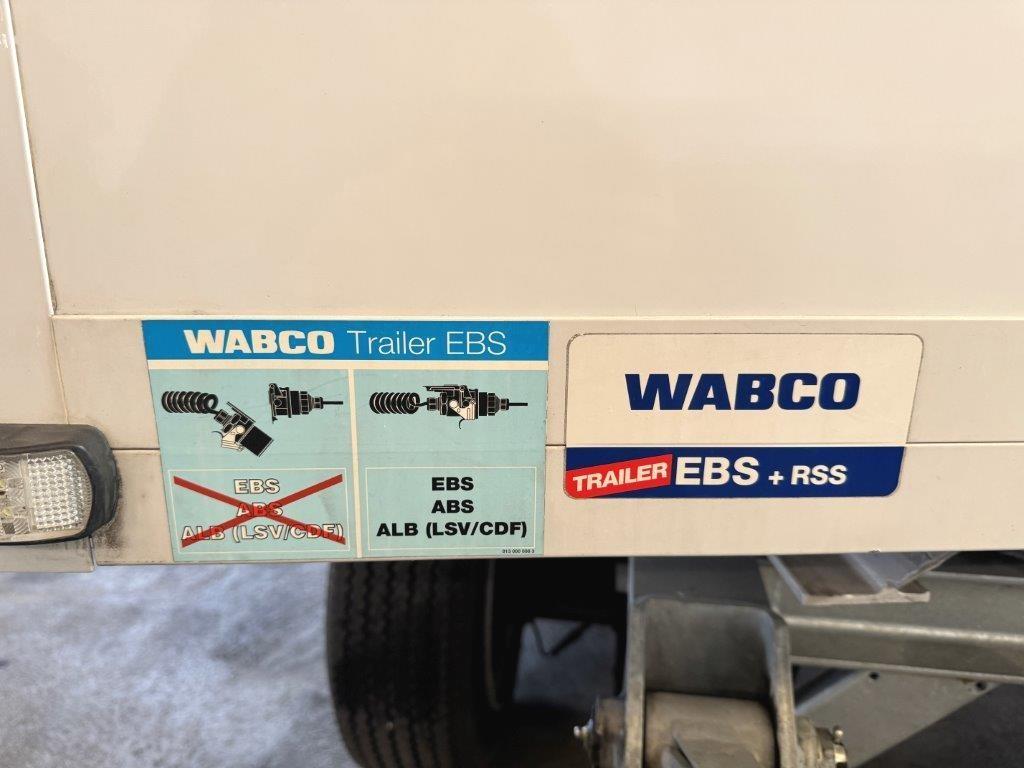 WABCO Trailer EBS
EBS
ABS
ALB (LSV/CDF)
EBS
ABS
ALB (LSV/CDF)
WABCO
TRAILER EBS + RSS